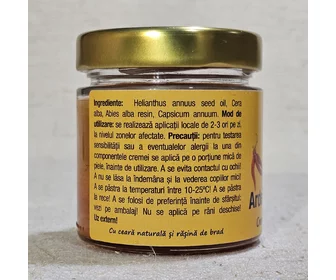 Ingrediente: Helianthus annuus seed oil, Cera
alba, Abies alba resin, Capsicum annuum. Mod de
utilizare: se realizează aplicații locale de 2-3 ori pe zi,
la nivelul zonelor afectate. Precauții: pentru testarea
sensibilității sau a eventualelor alergii la una din
componentele cremei se aplică pe o porțiune mică de
piele, înainte de utilizare. A se evita contactul cu ochii!
A nu se lăsa la îndemâna și la vederea copiilor mici!
A se păstra la temperaturi între 10-25°C! A se păstra
la rece! A se folosi de preferință înainte de sfârșitul:
vezi pe ambalaj! Nu se aplică pe răni deschise!
Uz extern!
Cu ceară naturală și rășină de brad